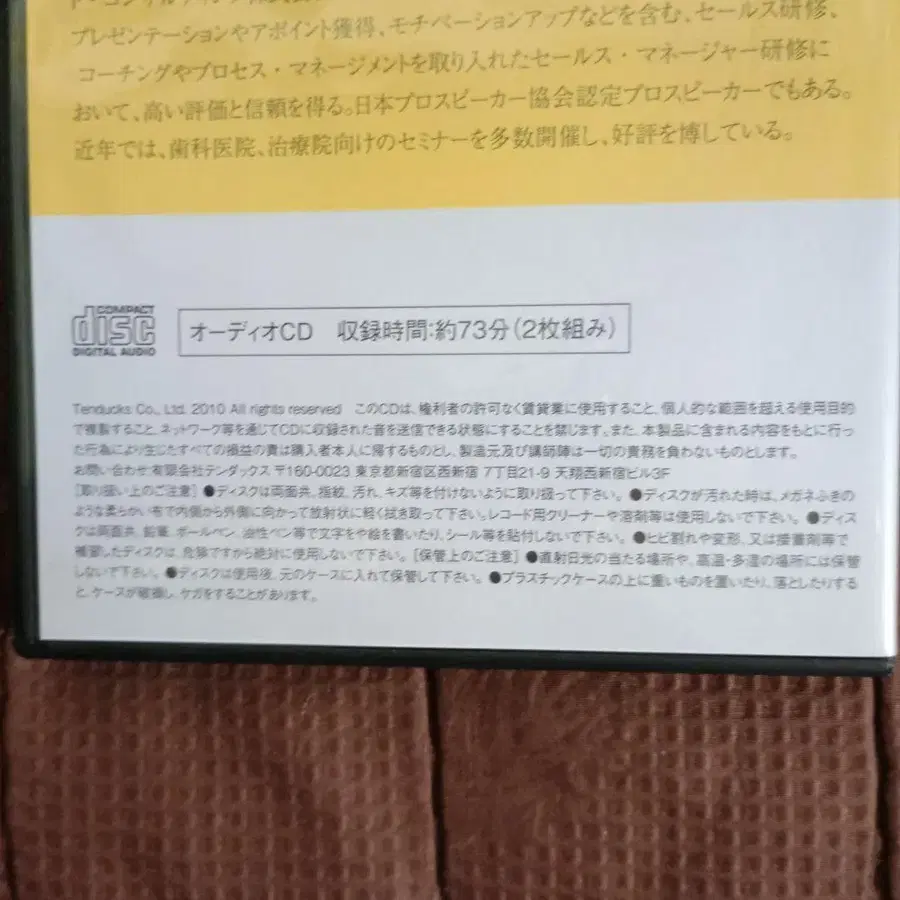 プレゼンテーションやアポイント獲得、モチベーションアップなどを含む、セールス研修、
コーチングやプロセス・マネージメントを取り入れたセールス・マネージャー研修に
おいて、高い評価と信頼を得る。日本プロスピーカー協会認定プロスピーカーでもある。
近年では、歯科医院、治療院向けのセミナーを多数開催し、好評を博している。
COMPACT
disc
DIGITAL AUDIO
オーディオCD　収録時間:約73分(2枚組み)
Tenducks Co., Ltd. 2010 All rights reserved　このCDは、権利者の許可なく賃貸業に使用すること、個人的な範囲を超える使用目的
で複製すること、ネットワーク等を通じてCDに収録された音を送信できる状態にすることを禁じます。また、本製品に含まれる内容をもとに行っ
た行為により生じたすべての損益の責は購入者本人に帰するものとし、製造元及び講師陣は一切の責務を負わないものとします。
お問い合わせ:有限会社テンダックス 〒160-0023 東京都新宿区西新宿 7丁目21-9 天翔西新宿ビル3F
[取り扱い上のご注意] ●ディスクは両面共、指紋、汚れ、キズ等を付けないように取り扱って下さい。 ●ディスクが汚れた時は、メガネふきの
ような柔らかい布で内側から外側に向かって放射状に軽く拭き取って下さい。レコード用クリーナーや溶剤等は使用しないで下さい。 ●ディス
クは両面共、鉛筆、ボールペン、油性ペン等で文字をや絵を書いたり、シール等を貼付しないで下さい。 ●ヒビ割れや変形、又は接着剤等で
補習したディスクは、危険ですから絶対に使用しないで下さい。 [保管上のご注意] ●直射日光の当たる場所や、高温・多湿の場所には保管
しないで下さい。●ディスクは使用後、元のケースに入れて保管して下さい。 ●プラスチックケースの上に重いものを置いたり、落としたりする
と、ケースが破損し、ケガをすることがあります。